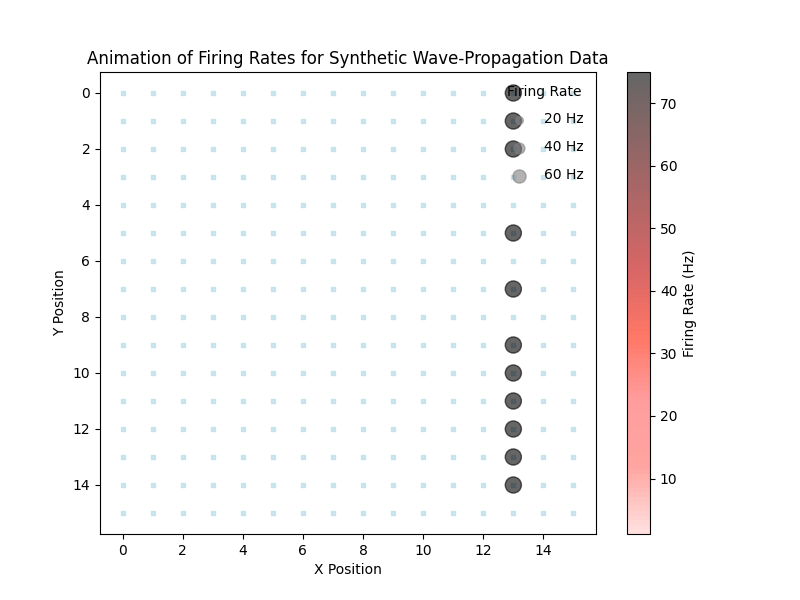 Animation of Firing Rates for Synthetic Wave-Propagation Data
Firing Rate
20 Hz
40 Hz
60 Hz
0
2
4
6
8
10
12
14
Y Position
0 2 4 6 8 10 12 14
X Position
70
60
50
40
30
20
10
Firing Rate (Hz)